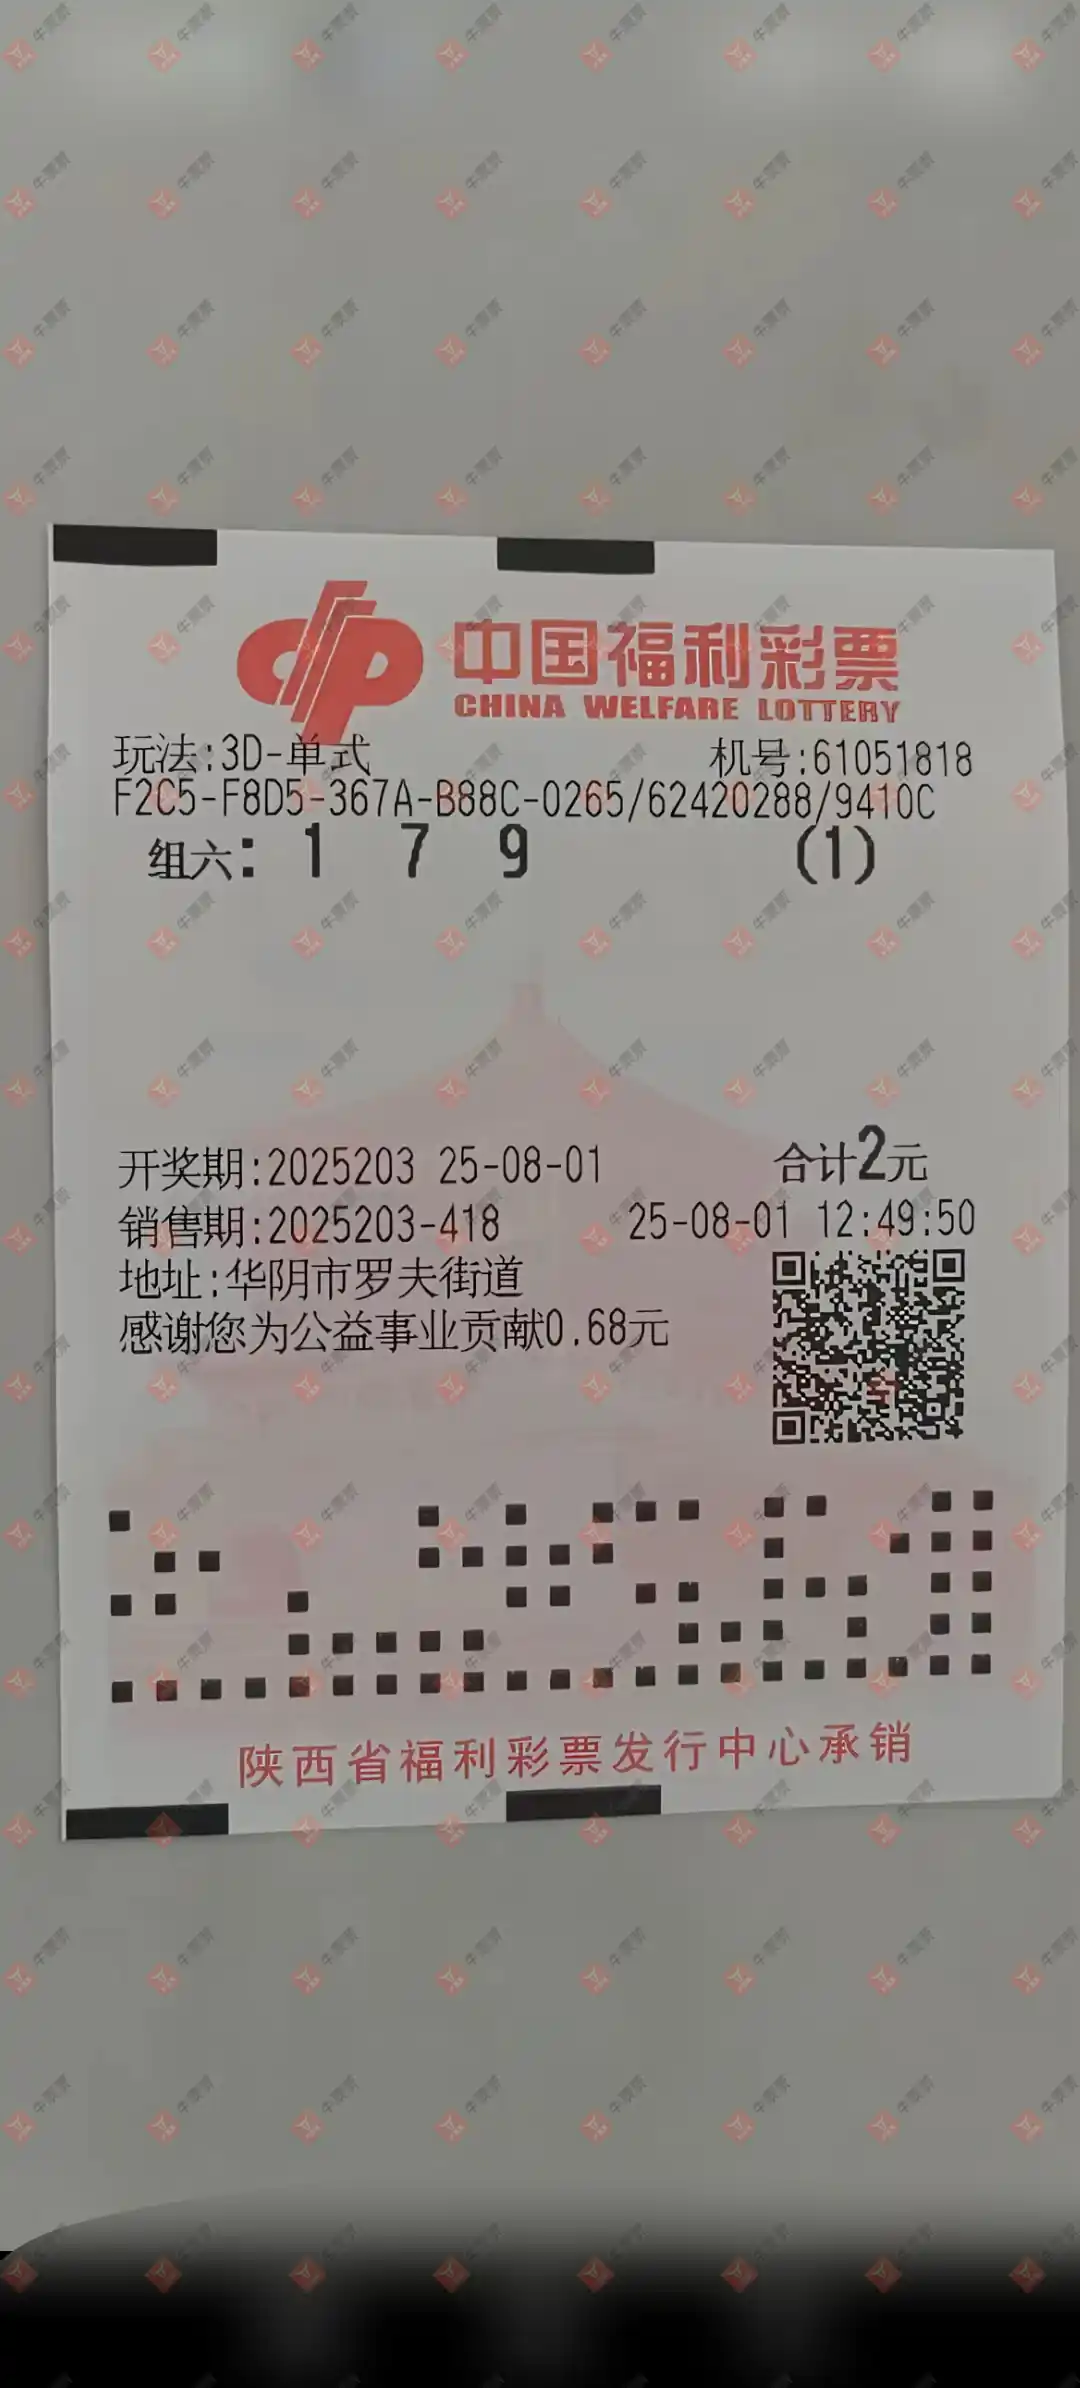 中国福利彩票
CHINA WELFARE LOTTERY
玩法:3D-单式 机号:61051818
F2C5-F8D5-367A-B88C-0265/62420288/9410C
组六: 1 7 9 (1)
开奖期:2025203 25-08-01 合计2元
销售期:2025203-418 25-08-01 12:49:50
地址:华阴市罗夫街道
感谢您为公益事业贡献0.68元
陕西省福利彩票发行中心承销